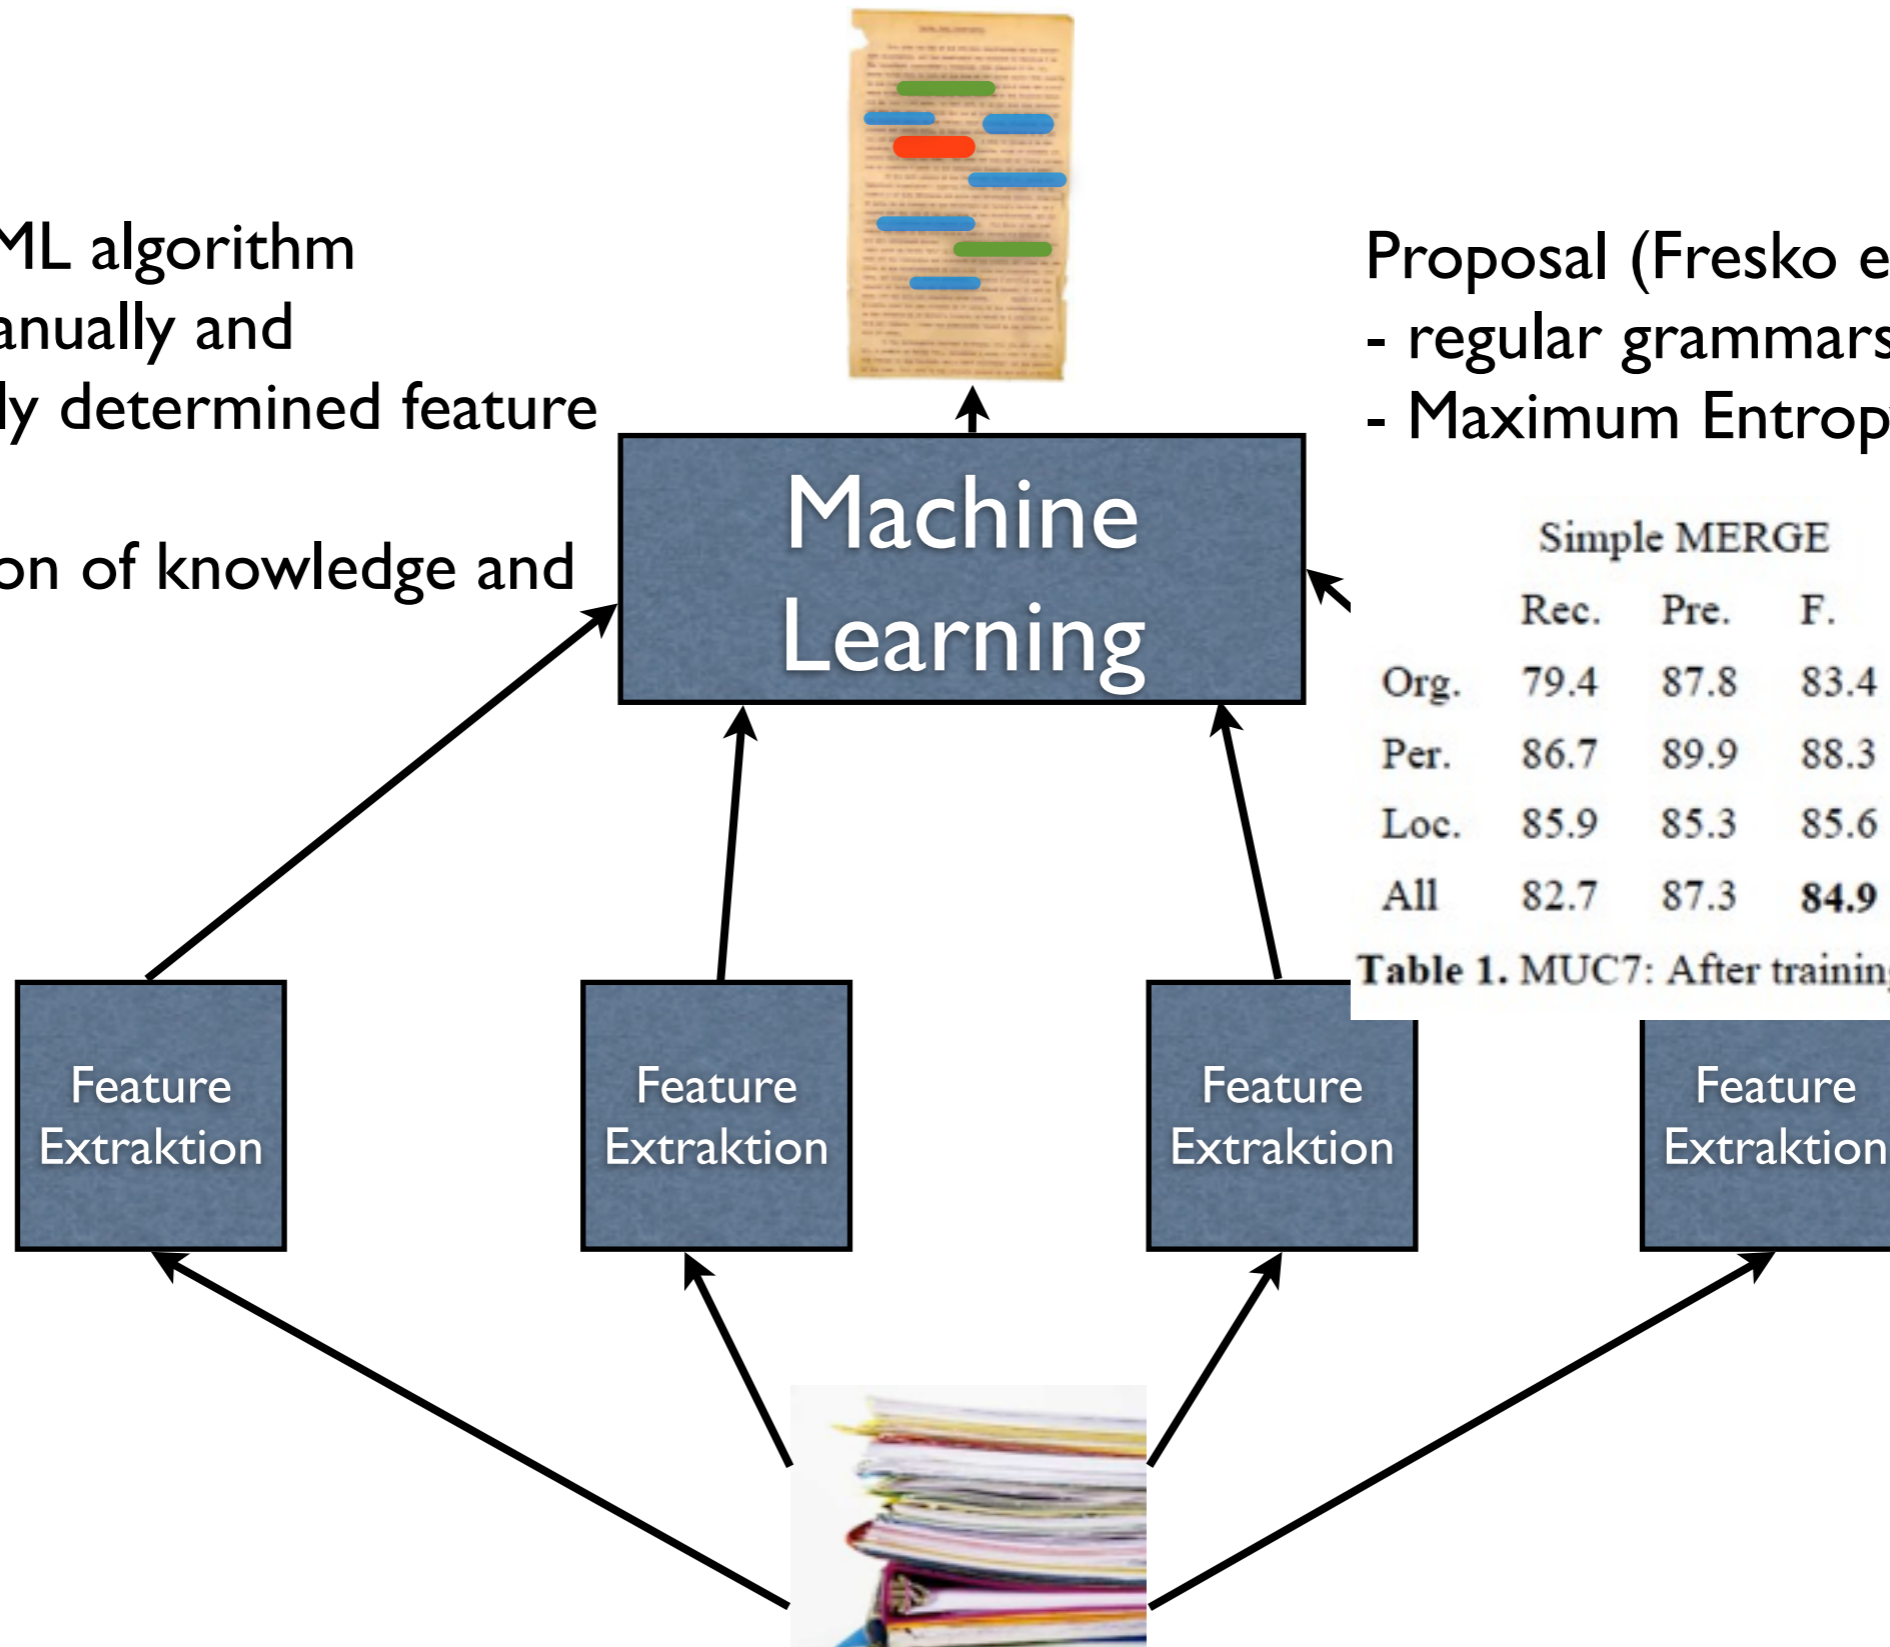 ML algorithm
anually and
ly determined feature
on of knowledge and
Proposal (Fresko e
- regular grammars
- Maximum Entrop
Machine
Learning
Simple MERGE
Rec. Pre. F.
Org. 79.4 87.8 83.4
Per. 86.7 89.9 88.3
Loc. 85.9 85.3 85.6
All 82.7 87.3 84.9
Table 1. MUC7: After training
Feature
Extraktion
Feature
Extraktion
Feature
Extraktion
Feature
Extraktion